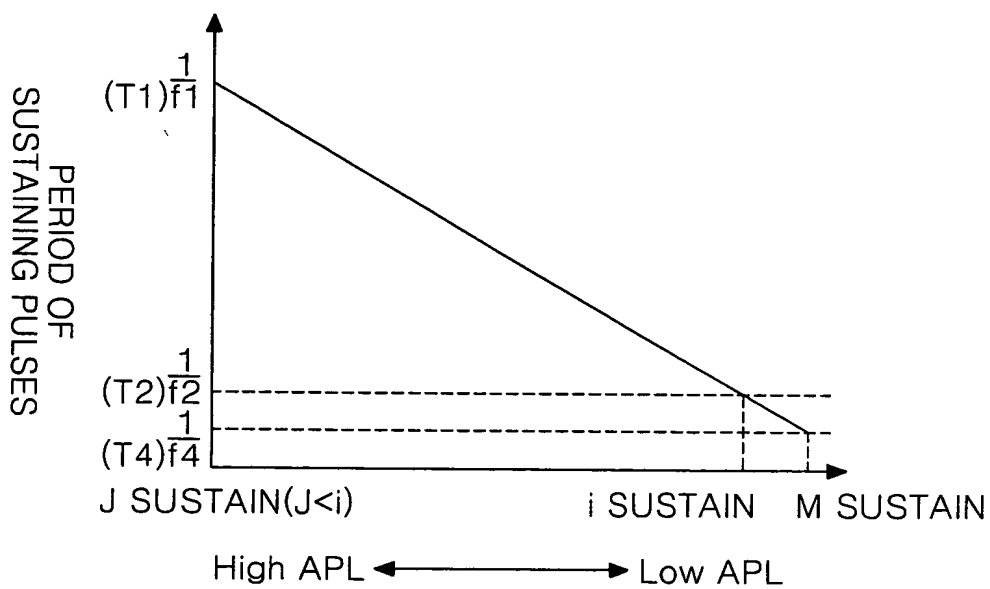 PERIOD OF
SUSTAINING PULSES
(T1) 1/f1
(T2) 1/f2
(T4) 1/f4
J SUSTAIN(J<i)
i SUSTAIN
M SUSTAIN
High APL
Low APL